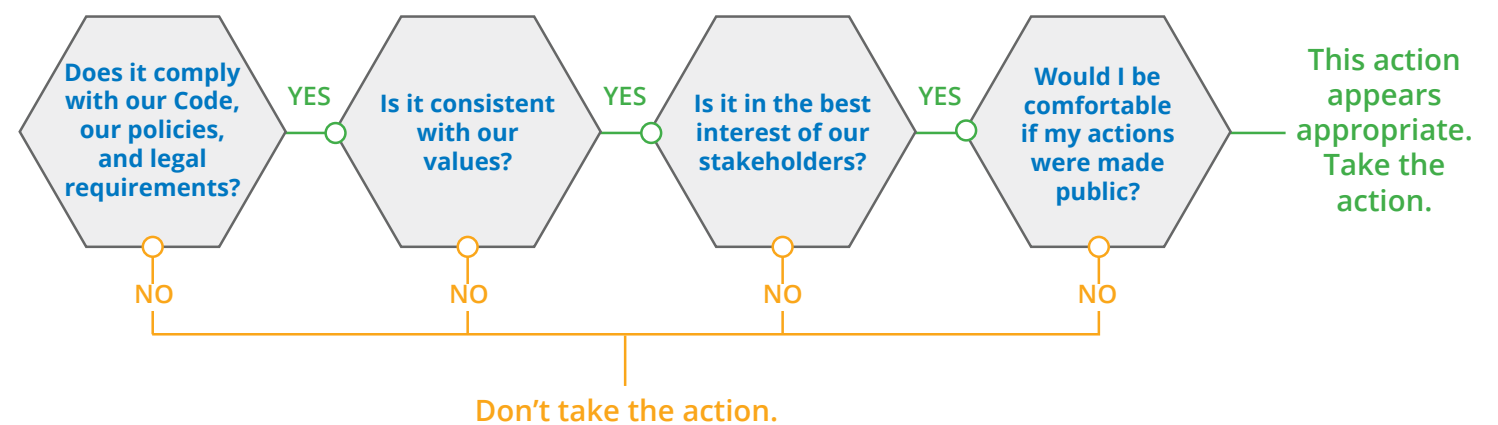 Does it comply
with our Code,
our policies,
and legal
requirements?
YES
Is it consistent
with our
values?
YES
Is it in the best
interest of our
stakeholders?
YES
Would I be
comfortable
if my actions
were made
public?
This action
appears
appropriate.
Take the
action.
NO
NO
NO
NO
Don’t take the action.